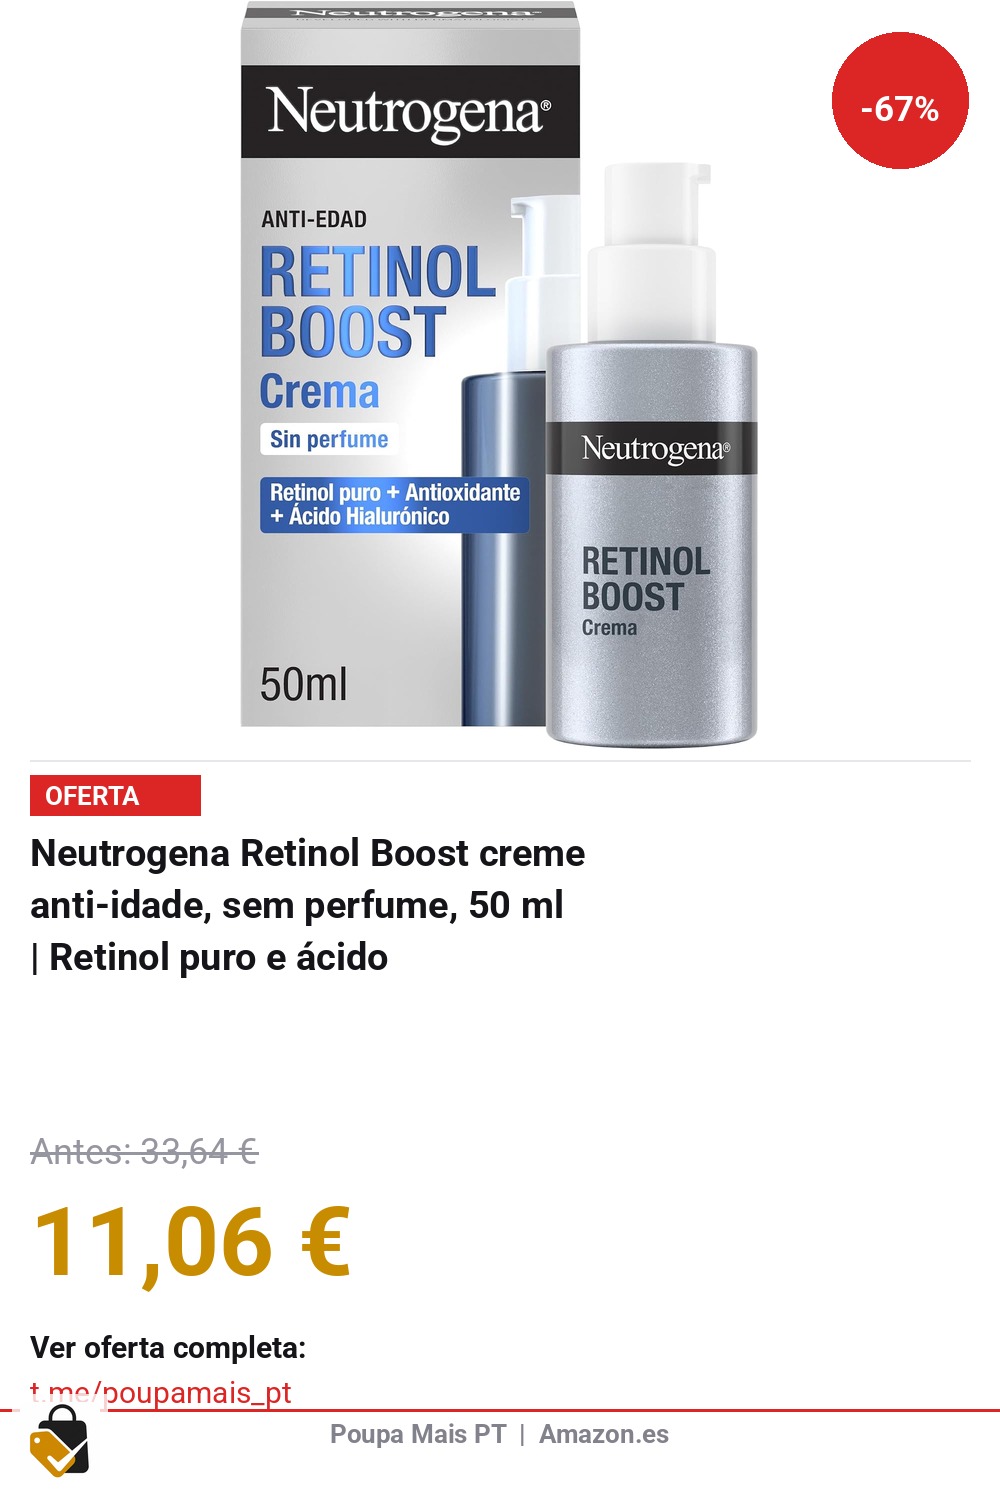 Neutrogena®
Neutrogena®
-67%
ANTI-EDAD
RETINOL
BOOST
Crema
Sin perfume
Retinol puro + Antioxidante
+ Ácido Hialurónico
50ml
Neutrogena®
RETINOL
BOOST
Crema
OFERTA
Neutrogena Retinol Boost creme
anti-idade, sem perfume, 50 ml
| Retinol puro e ácido
Antes: 33,64 €
11,06 €
Ver oferta completa:
t.me/poupamais_pt
Poupa Mais PT | Amazon.es